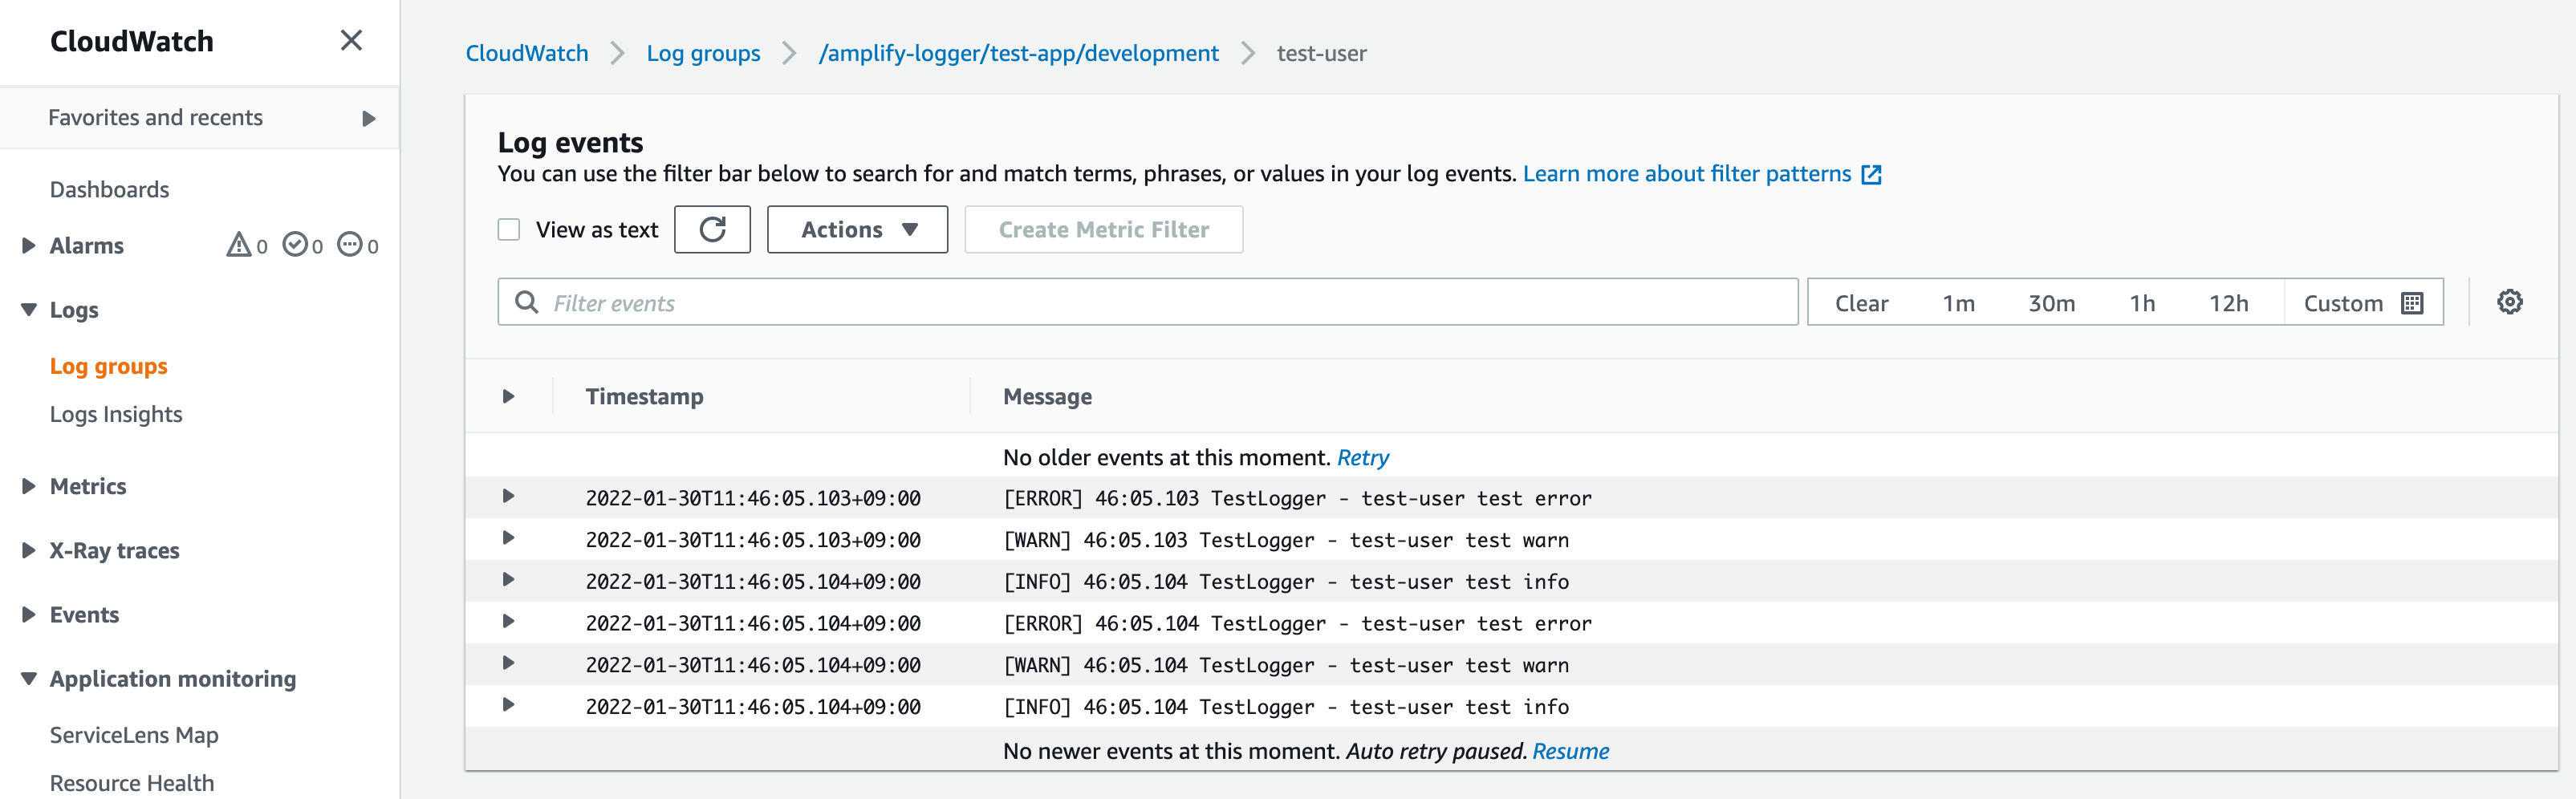 CloudWatch
Favorites and recents
Dashboards
Alarms 0 0 0
Logs
Log groups
Logs Insights
Metrics
X-Ray traces
Events
Application monitoring
ServiceLens Map
Resource Health
CloudWatch Log groups /amplify-logger/test-app/development test-user
Log events
You can use the filter bar below to search for and match terms, phrases, or values in your log events. Learn more about filter patterns
View as text Actions Create Metric Filter
Filter events Clear 1m 30m 1h 12h Custom
Timestamp Message
No older events at this moment. Retry
2022-01-30T11:46:05.103+09:00 [ERROR] 46:05.103 TestLogger - test-user test error
2022-01-30T11:46:05.103+09:00 [WARN] 46:05.103 TestLogger - test-user test warn
2022-01-30T11:46:05.104+09:00 [INFO] 46:05.104 TestLogger - test-user test info
2022-01-30T11:46:05.104+09:00 [ERROR] 46:05.104 TestLogger - test-user test error
2022-01-30T11:46:05.104+09:00 [WARN] 46:05.104 TestLogger - test-user test warn
2022-01-30T11:46:05.104+09:00 [INFO] 46:05.104 TestLogger - test-user test info
No newer events at this moment. Auto retry paused. Resume